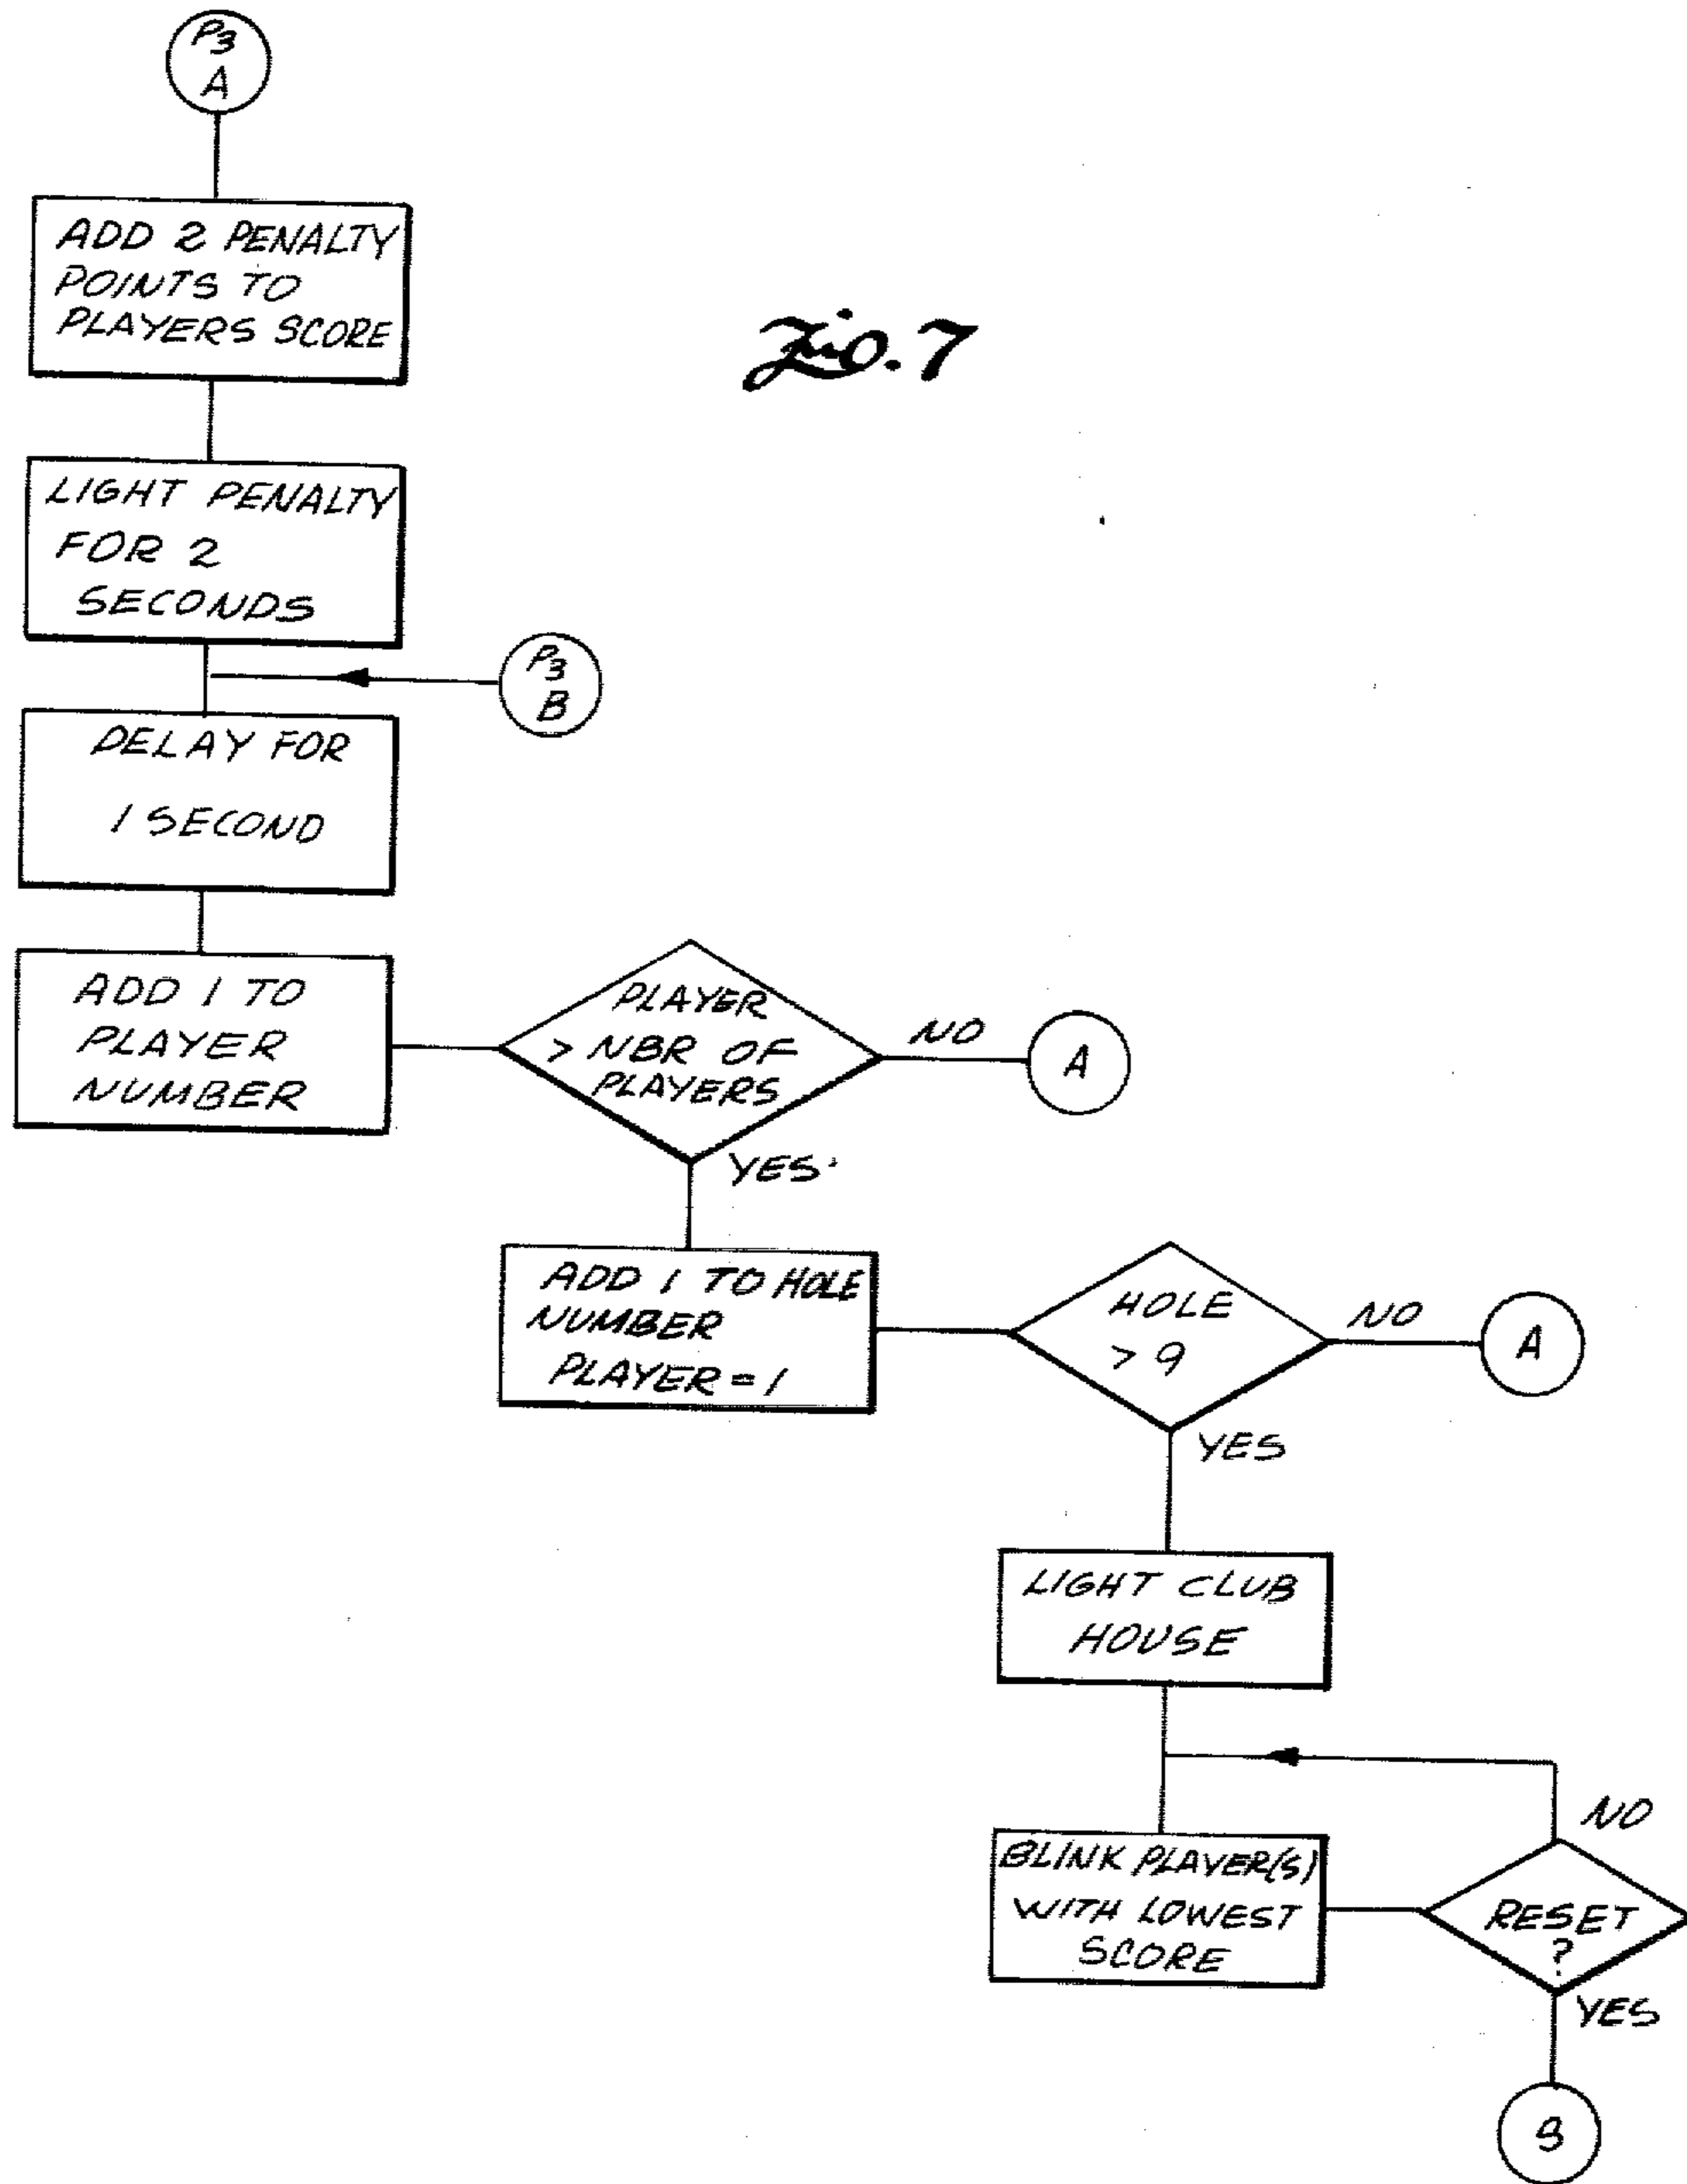 P3
A
ADD 2 PENALTY
POINTS TO
PLAYERS SCORE
Fig. 7
LIGHT PENALTY
FOR 2
SECONDS
P3
B
DELAY FOR
1 SECOND
ADD 1 TO
PLAYER
NUMBER
PLAYER
> NBR OF
PLAYERS
NO
A
YES
ADD 1 TO HOLE
NUMBER
PLAYER = 1
HOLE
> 9
NO
A
YES
LIGHT CLUB
HOUSE
BLINK PLAYER(S)
WITH LOWEST
SCORE
NO
RESET
?
YES